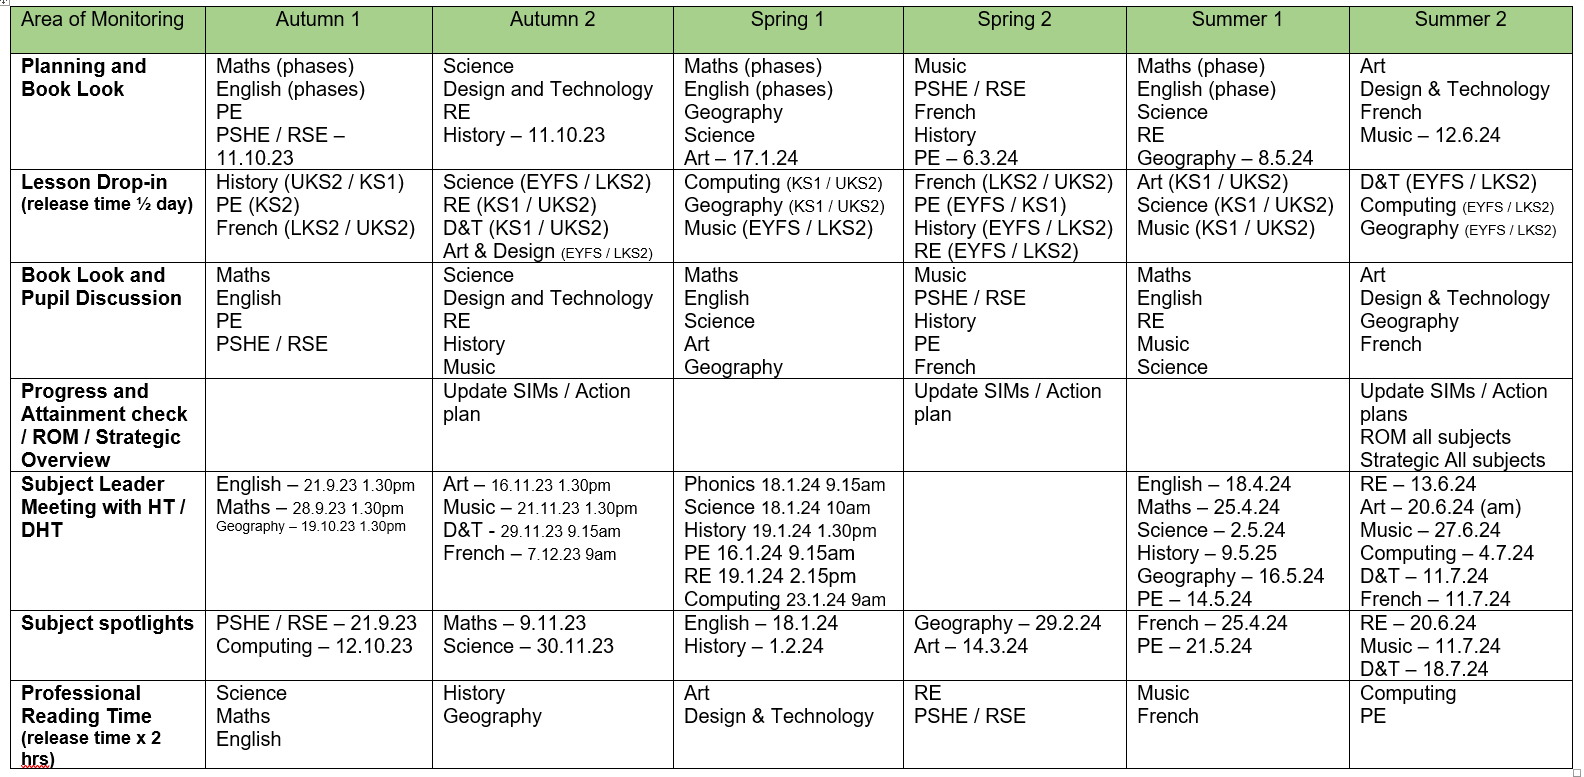 Area of Monitoring
Autumn 1
Autumn 2
Spring 1
Spring 2
Summer 1
Summer 2
Planning and
Book Look
Maths (phases)
English (phases)
PE
PSHE / RSE –
11.10.23
Science
Design and Technology
RE
History – 11.10.23
Maths (phases)
English (phases)
Geography
Science
Art – 17.1.24
Music
PSHE / RSE
French
History
PE – 6.3.24
Maths (phase)
English (phase)
Science
RE
Geography – 8.5.24
Art
Design & Technology
French
Music – 12.6.24
Lesson Drop-in
(release time ½ day)
History (UKS2 / KS1)
PE (KS2)
French (LKS2 / UKS2)
Science (EYFS / LKS2)
RE (KS1 / UKS2)
D&T (KS1 / UKS2)
Art & Design (EYFS / LKS2)
Computing (KS1 / UKS2)
Geography (KS1 / UKS2)
Music (EYFS / LKS2)
French (LKS2 / UKS2)
PE (EYFS / KS1)
History (EYFS / LKS2)
RE (EYFS / LKS2)
Art (KS1 / UKS2)
Science (KS1 / UKS2)
Music (KS1 / UKS2)
D&T (EYFS / LKS2)
Computing (EYFS / LKS2)
Geography (EYFS / LKS2)
Book Look and
Pupil Discussion
Maths
English
PE
PSHE / RSE
Science
Design and Technology
RE
History
Music
Maths
English
Science
Art
Geography
Music
PSHE / RSE
History
PE
French
Maths
English
RE
Music
Science
Art
Design & Technology
Geography
French
Progress and
Attainment check
/ ROM / Strategic
Overview
Update SIMs / Action
plan
Update SIMs / Action
plan
Update SIMs / Action
plans
ROM all subjects
Strategic All subjects
Subject Leader
Meeting with HT /
DHT
English – 21.9.23 1.30pm
Maths – 28.9.23 1.30pm
Geography – 19.10.23 1.30pm
Art – 16.11.23 1.30pm
Music – 21.11.23 1.30pm
D&T - 29.11.23 9.15am
French – 7.12.23 9am
Phonics 18.1.24 9.15am
Science 18.1.24 10am
History 19.1.24 1.30pm
PE 16.1.24 9.15am
RE 19.1.24 2.15pm
Computing 23.1.24 9am
English – 18.4.24
Maths – 25.4.24
Science – 2.5.24
History – 9.5.25
Geography – 16.5.24
PE – 14.5.24
RE – 13.6.24
Art – 20.6.24 (am)
Music – 27.6.24
Computing – 4.7.24
D&T – 11.7.24
French – 11.7.24
Subject spotlights
PSHE / RSE – 21.9.23
Computing – 12.10.23
Maths – 9.11.23
Science – 30.11.23
English – 18.1.24
History – 1.2.24
Geography – 29.2.24
Art – 14.3.24
French – 25.4.24
PE – 21.5.24
RE – 20.6.24
Music – 11.7.24
D&T – 18.7.24
Professional
Reading Time
(release time x 2
hrs)
Science
Maths
English
History
Geography
Art
Design & Technology
RE
PSHE / RSE
Music
French
Computing
PE